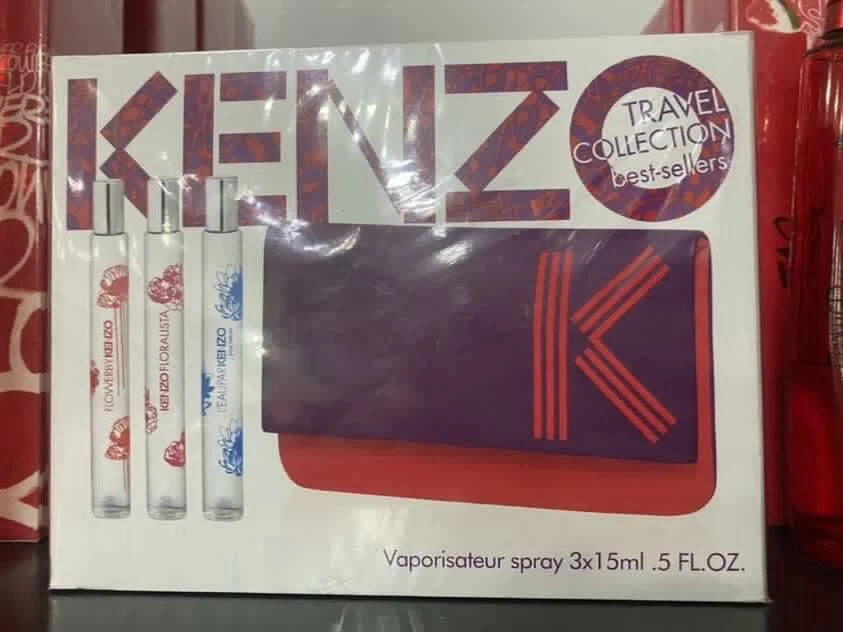 KENZO
TRAVEL
COLLECTION
best-sellers
FLOWERBYKENZO
KENZOFLORALISTA
L'EAUPARKENZO
K
Vaporisateur spray 3x15ml .5 FL.OZ.